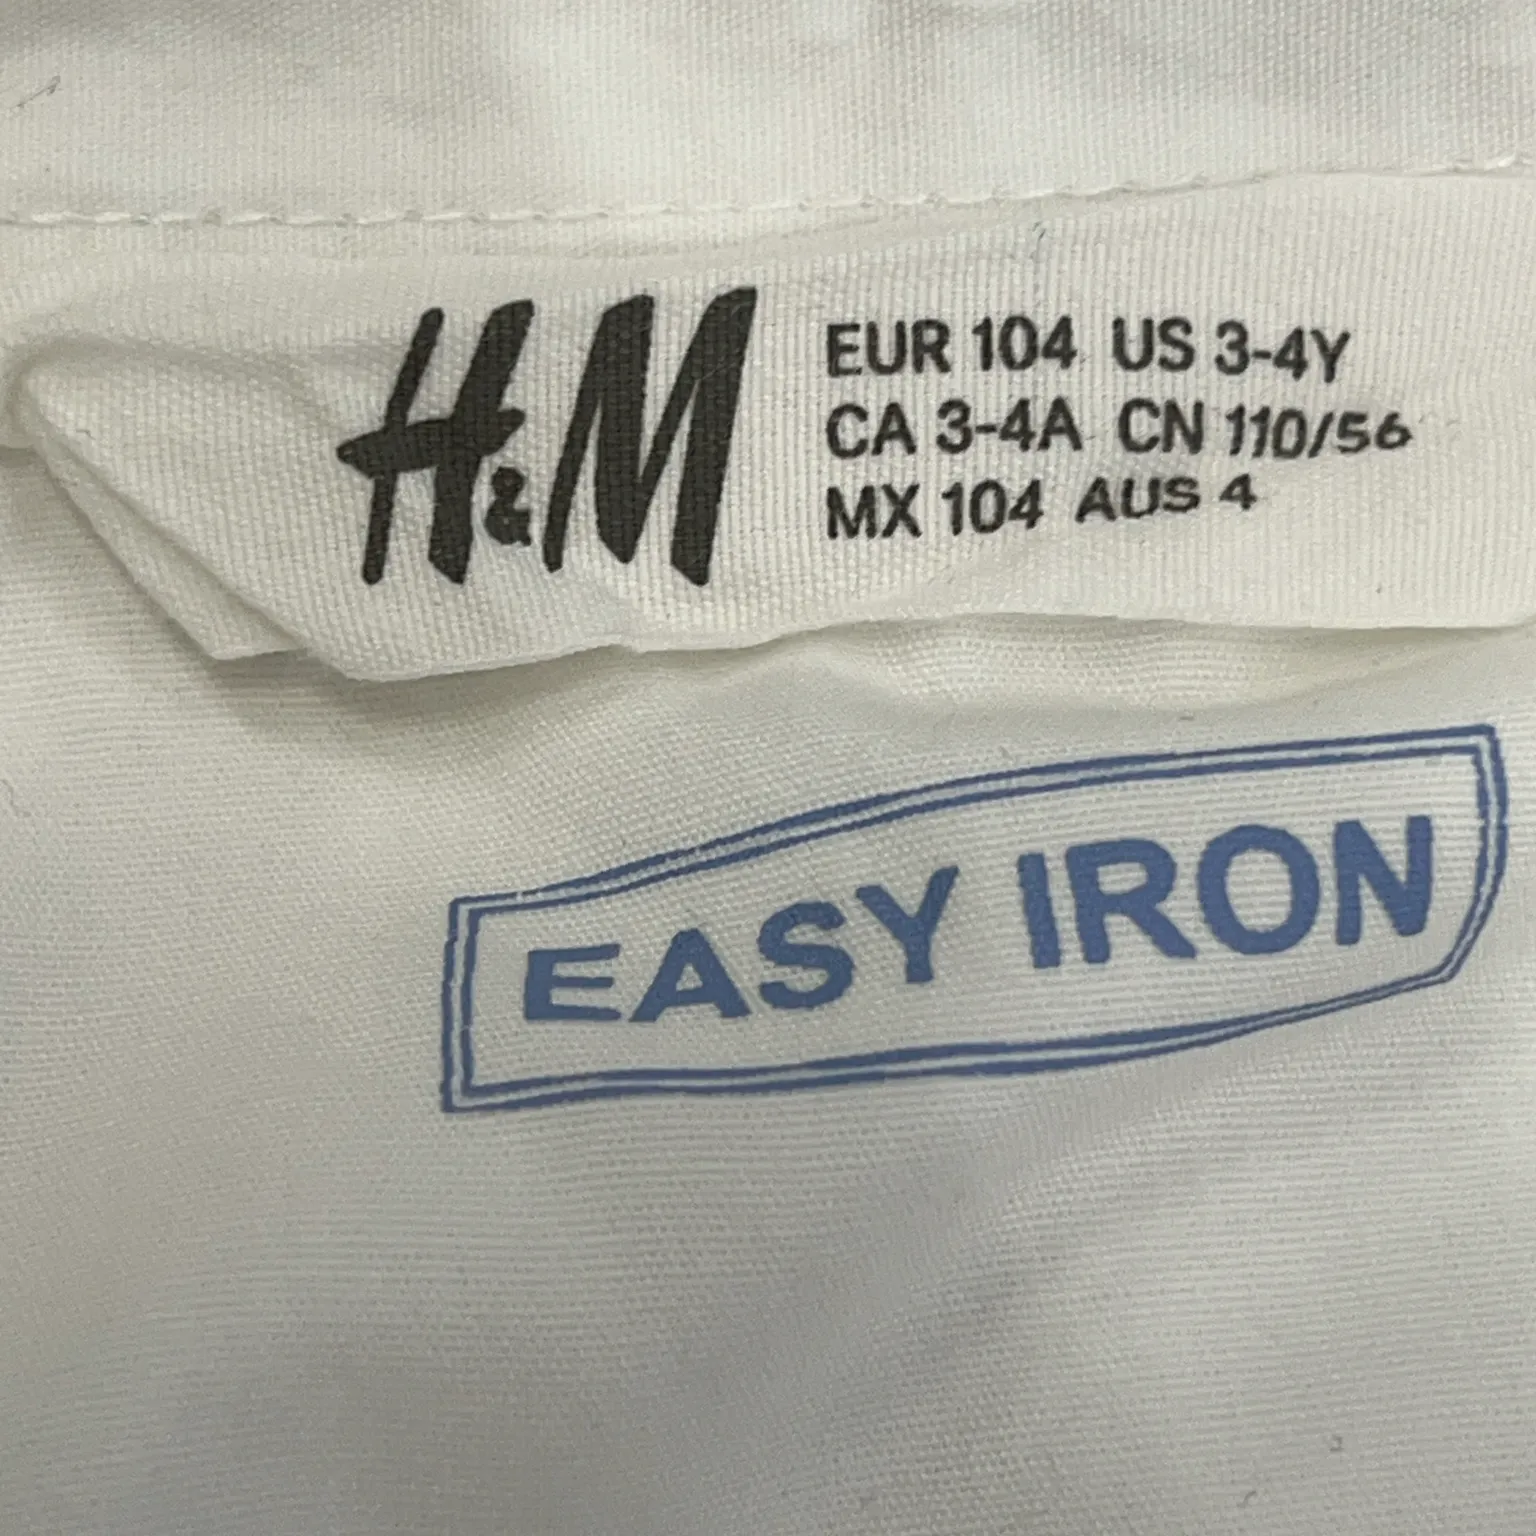 H&M
EUR 104 US 3-4Y
CA 3-4A CN 110/56
MX 104 AUS 4
EASY IRON